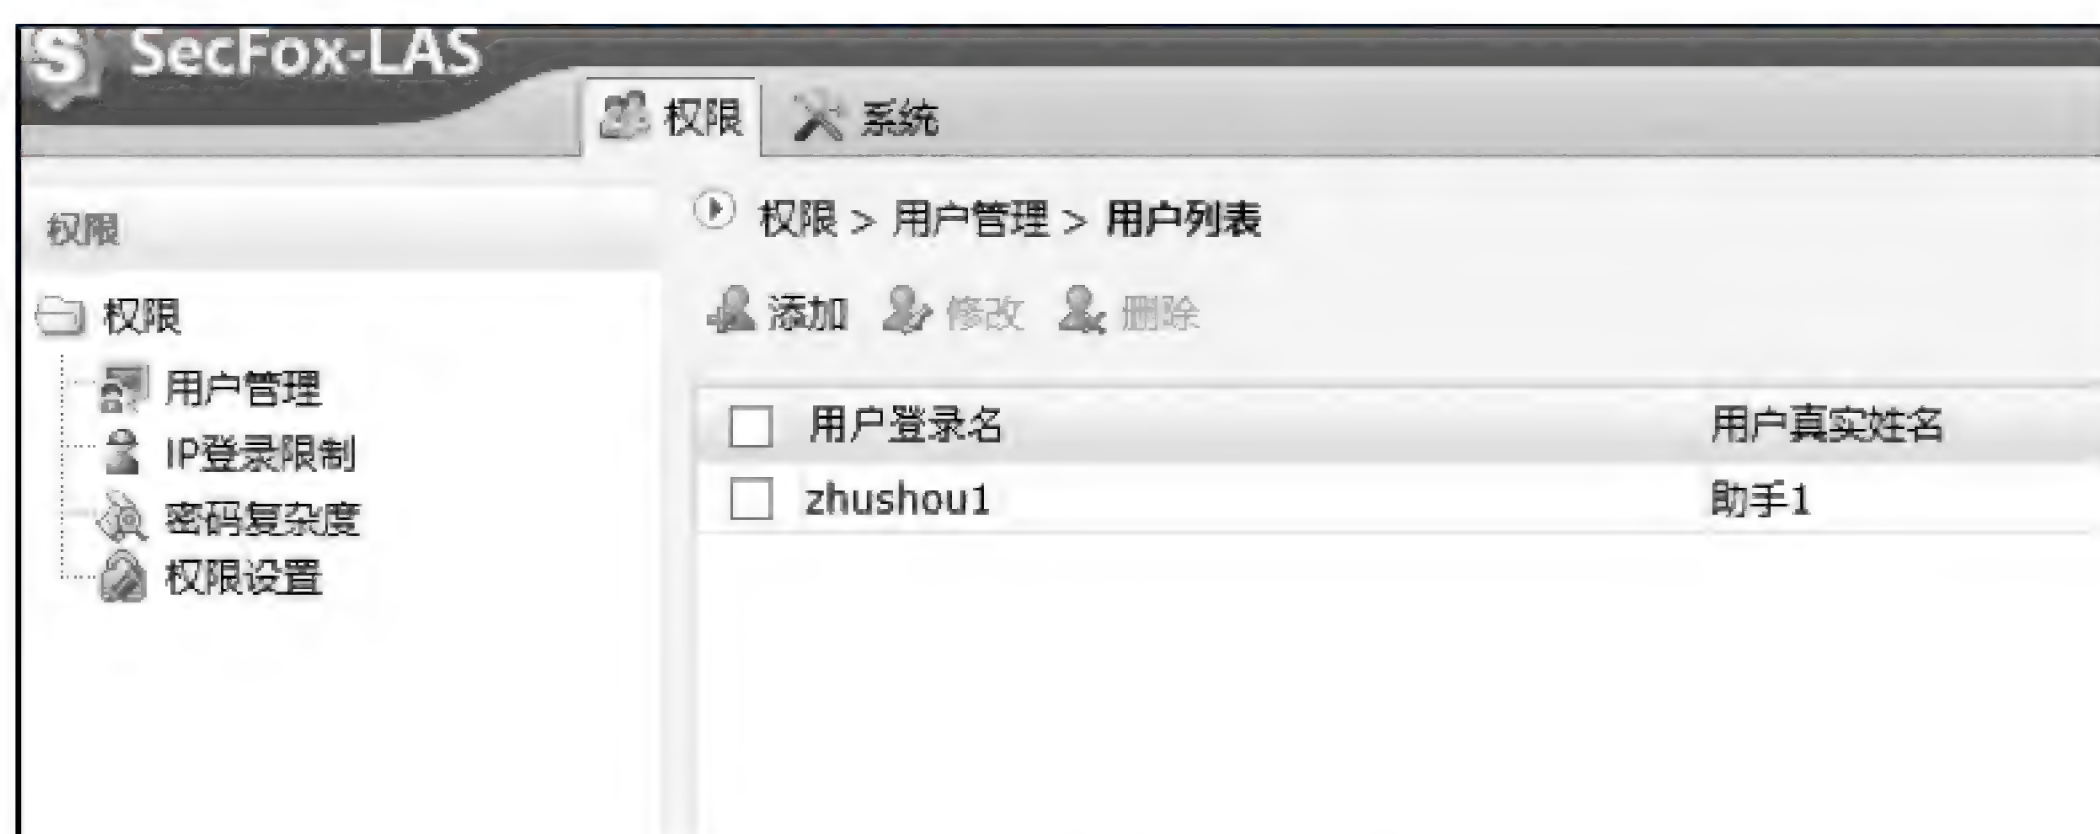 SecFox-LAS
权限 系统
权限
权限 > 用户管理 > 用户列表
权限
添加 修改 删除
用户管理
IP登录限制
密码复杂度
权限设置
用户登录名 用户真实姓名
zhushou1 助手1